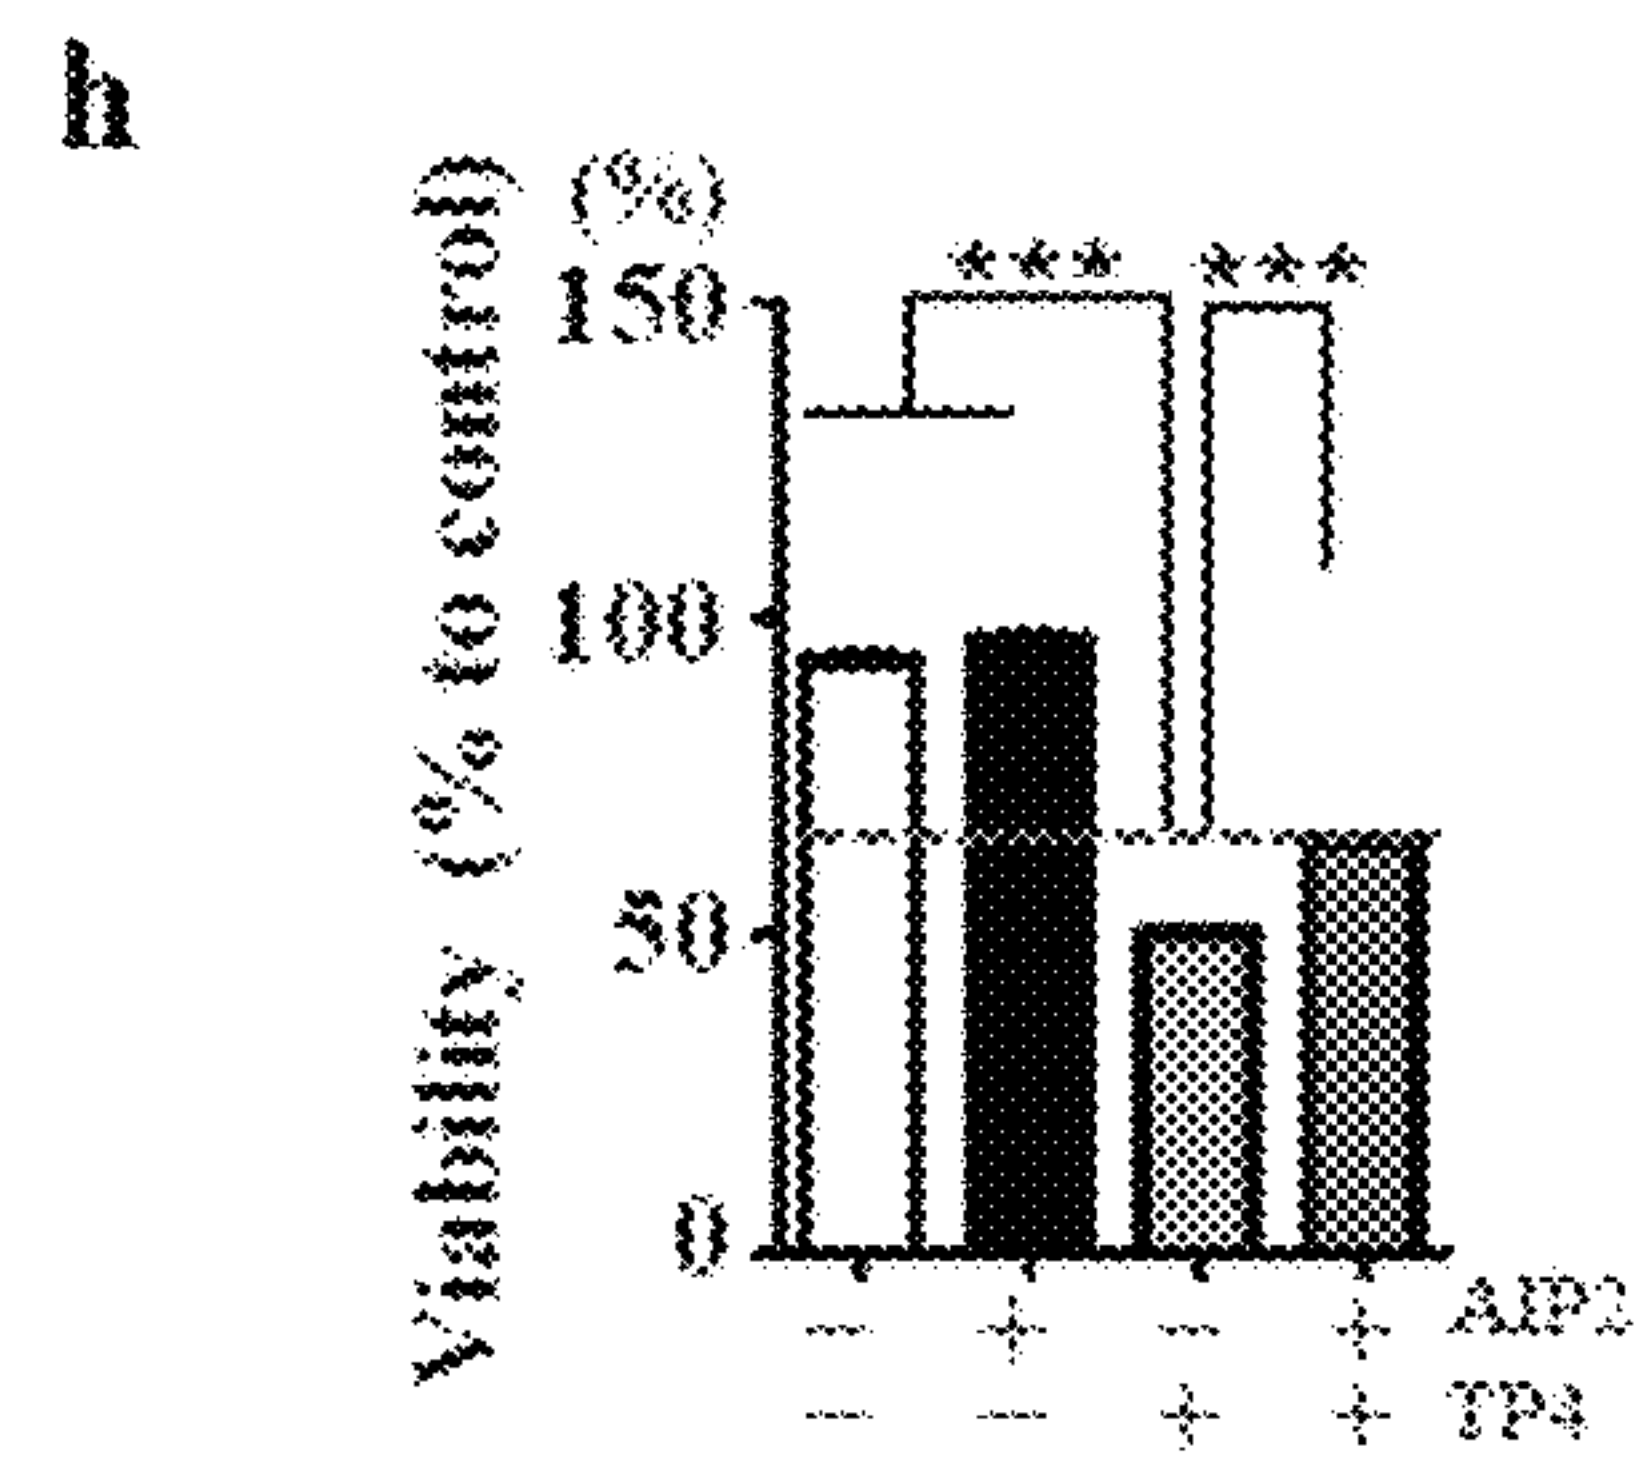 h
Viability (% to control)
(%)
*** ***
150
100
50
0
− + − + AIP2
− − + + TP4